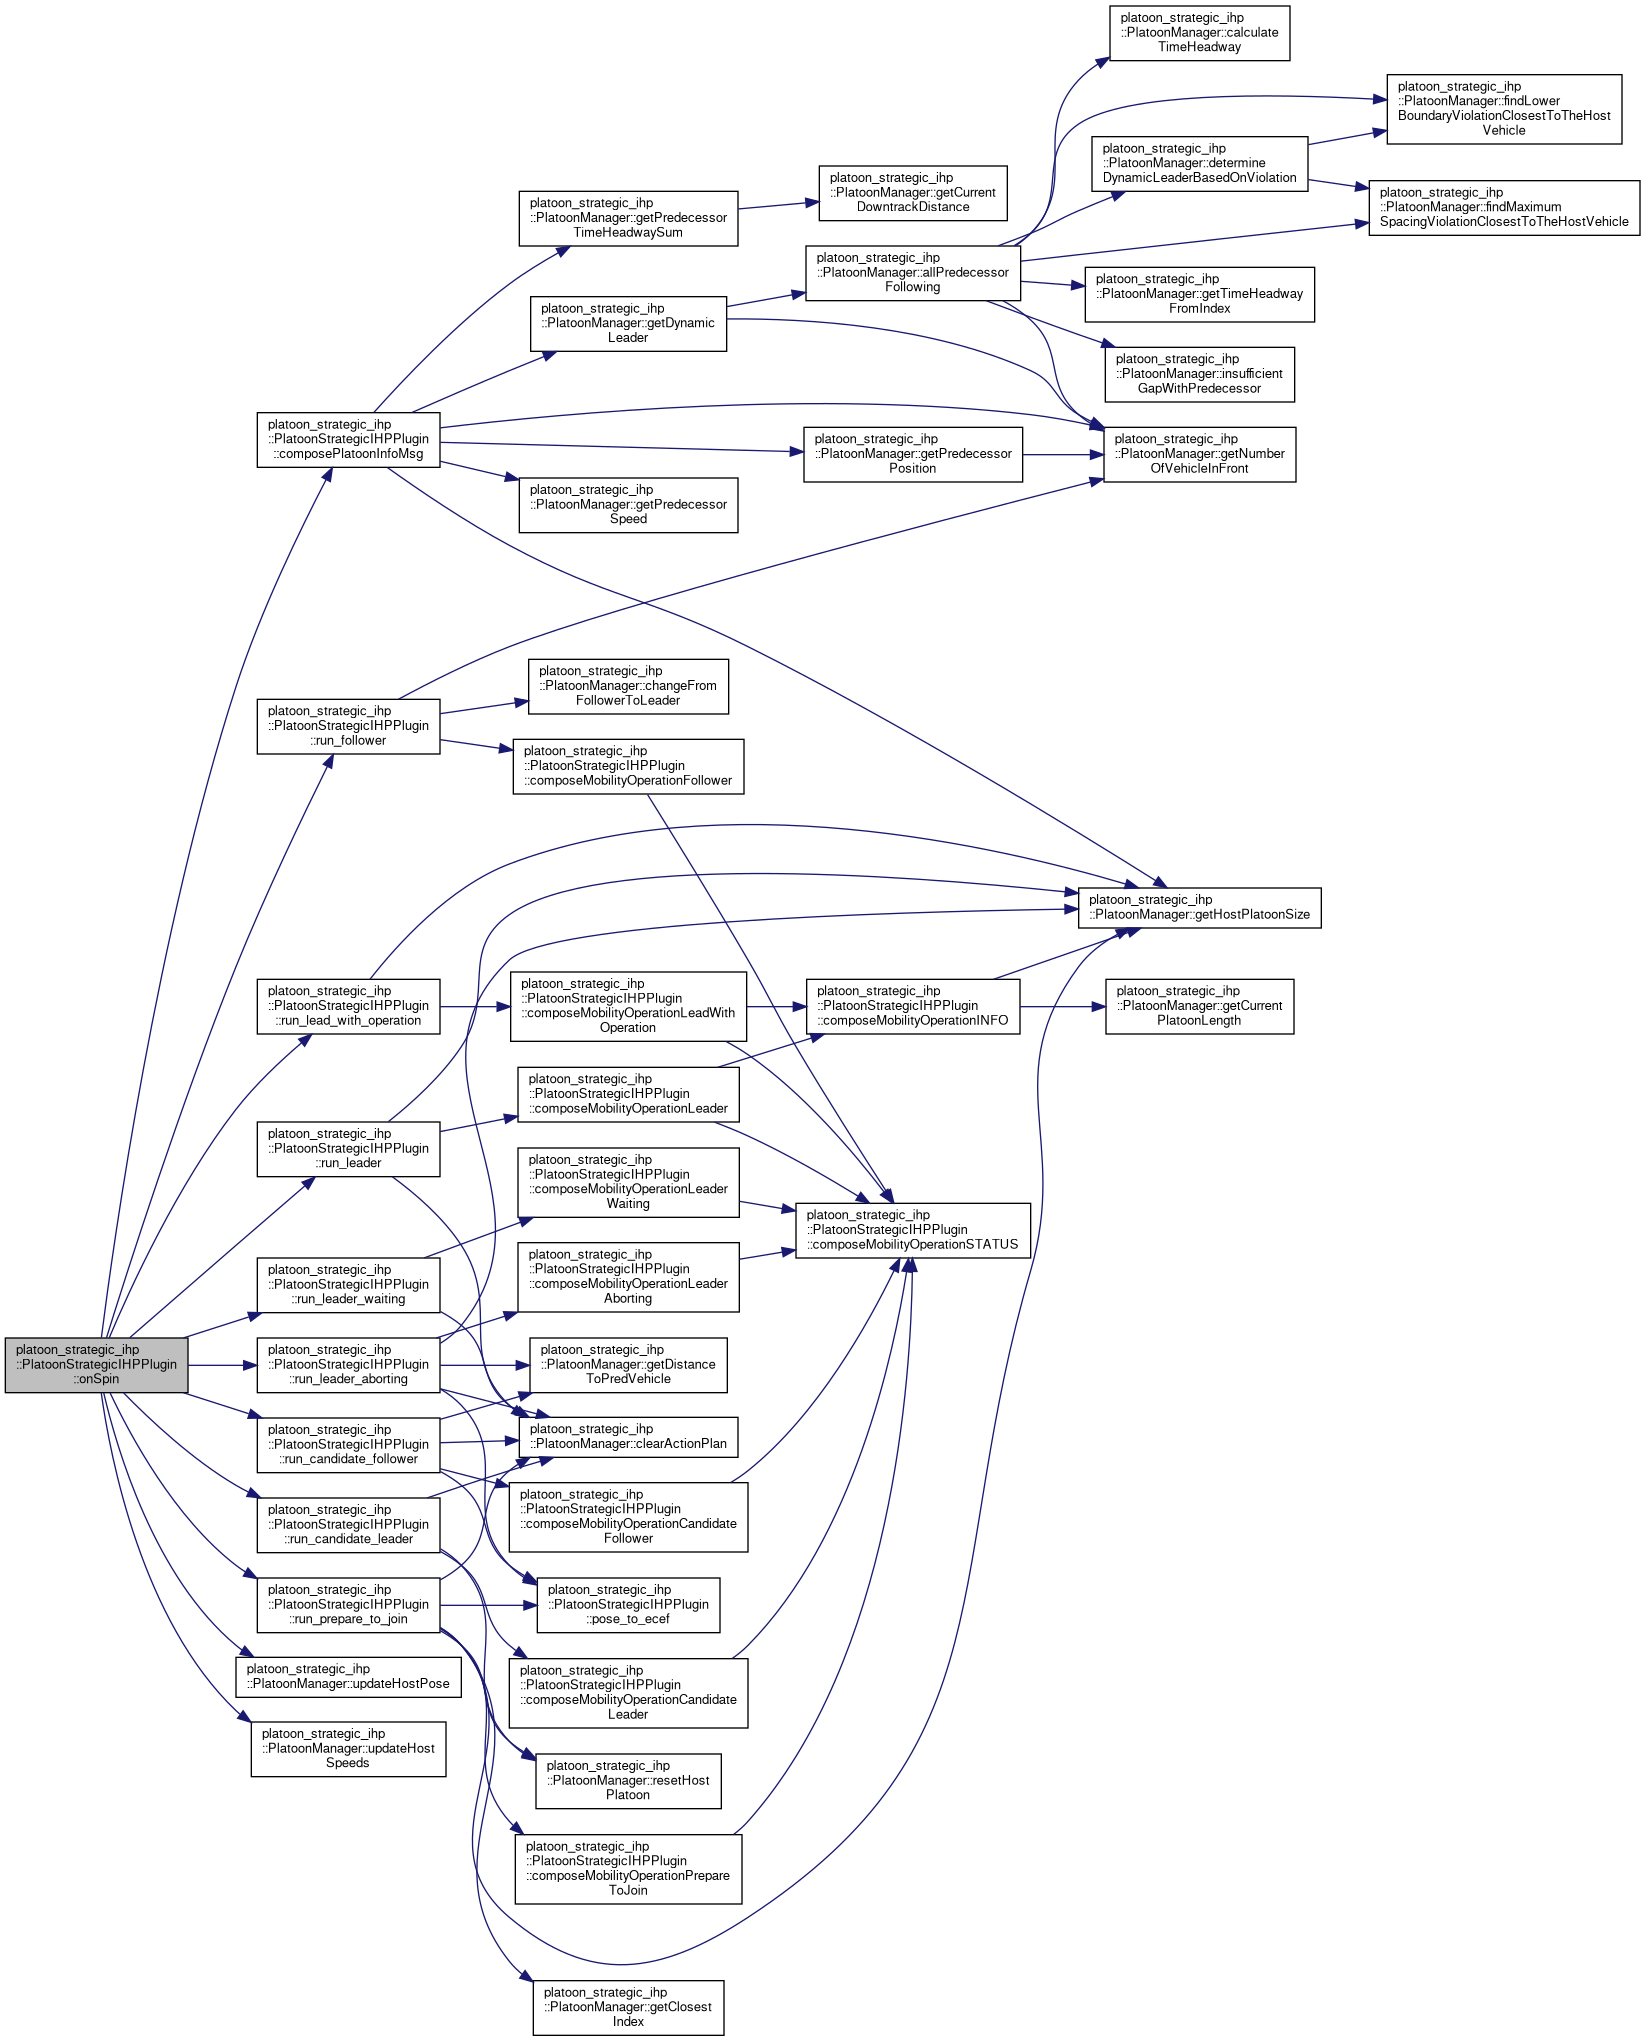 platoon_strategic_ihp
::PlatoonManager::calculate
TimeHeadway
platoon_strategic_ihp
::PlatoonManager::findLower
BoundaryViolationClosestToTheHost
Vehicle
platoon_strategic_ihp
::PlatoonManager::determine
DynamicLeaderBasedOnViolation
platoon_strategic_ihp
::PlatoonManager::findMaximum
SpacingViolationClosestToTheHostVehicle
platoon_strategic_ihp
::PlatoonManager::getCurrent
DowntrackDistance
platoon_strategic_ihp
::PlatoonManager::getPredecessor
TimeHeadwaySum
platoon_strategic_ihp
::PlatoonManager::allPredecessor
Following
platoon_strategic_ihp
::PlatoonManager::getTimeHeadway
FromIndex
platoon_strategic_ihp
::PlatoonManager::getDynamic
Leader
platoon_strategic_ihp
::PlatoonManager::insufficient
GapWithPredecessor
platoon_strategic_ihp
::PlatoonStrategicIHPPlugin
::composePlatoonInfoMsg
platoon_strategic_ihp
::PlatoonManager::getPredecessor
Position
platoon_strategic_ihp
::PlatoonManager::getNumber
OfVehicleInFront
platoon_strategic_ihp
::PlatoonManager::getPredecessor
Speed
platoon_strategic_ihp
::PlatoonManager::changeFrom
FollowerToLeader
platoon_strategic_ihp
::PlatoonStrategicIHPPlugin
::run_follower
platoon_strategic_ihp
::PlatoonStrategicIHPPlugin
::composeMobilityOperationFollower
platoon_strategic_ihp
::PlatoonManager::getHostPlatoonSize
platoon_strategic_ihp
::PlatoonStrategicIHPPlugin
::run_lead_with_operation
platoon_strategic_ihp
::PlatoonStrategicIHPPlugin
::composeMobilityOperationLeadWith
Operation
platoon_strategic_ihp
::PlatoonStrategicIHPPlugin
::composeMobilityOperationINFO
platoon_strategic_ihp
::PlatoonManager::getCurrent
PlatoonLength
platoon_strategic_ihp
::PlatoonStrategicIHPPlugin
::composeMobilityOperationLeader
platoon_strategic_ihp
::PlatoonStrategicIHPPlugin
::run_leader
platoon_strategic_ihp
::PlatoonStrategicIHPPlugin
::composeMobilityOperationLeader
Waiting
platoon_strategic_ihp
::PlatoonStrategicIHPPlugin
::composeMobilityOperationSTATUS
platoon_strategic_ihp
::PlatoonStrategicIHPPlugin
::run_leader_waiting
platoon_strategic_ihp
::PlatoonStrategicIHPPlugin
::composeMobilityOperationLeader
Aborting
platoon_strategic_ihp
::PlatoonStrategicIHPPlugin
::onSpin
platoon_strategic_ihp
::PlatoonStrategicIHPPlugin
::run_leader_aborting
platoon_strategic_ihp
::PlatoonManager::getDistance
ToPredVehicle
platoon_strategic_ihp
::PlatoonStrategicIHPPlugin
::run_candidate_follower
platoon_strategic_ihp
::PlatoonManager::clearActionPlan
platoon_strategic_ihp
::PlatoonStrategicIHPPlugin
::composeMobilityOperationCandidate
Follower
platoon_strategic_ihp
::PlatoonStrategicIHPPlugin
::run_candidate_leader
platoon_strategic_ihp
::PlatoonStrategicIHPPlugin
::run_prepare_to_join
platoon_strategic_ihp
::PlatoonStrategicIHPPlugin
::pose_to_ecef
platoon_strategic_ihp
::PlatoonManager::updateHostPose
platoon_strategic_ihp
::PlatoonStrategicIHPPlugin
::composeMobilityOperationCandidate
Leader
platoon_strategic_ihp
::PlatoonManager::updateHost
Speeds
platoon_strategic_ihp
::PlatoonManager::resetHost
Platoon
platoon_strategic_ihp
::PlatoonStrategicIHPPlugin
::composeMobilityOperationPrepare
ToJoin
platoon_strategic_ihp
::PlatoonManager::getClosest
Index